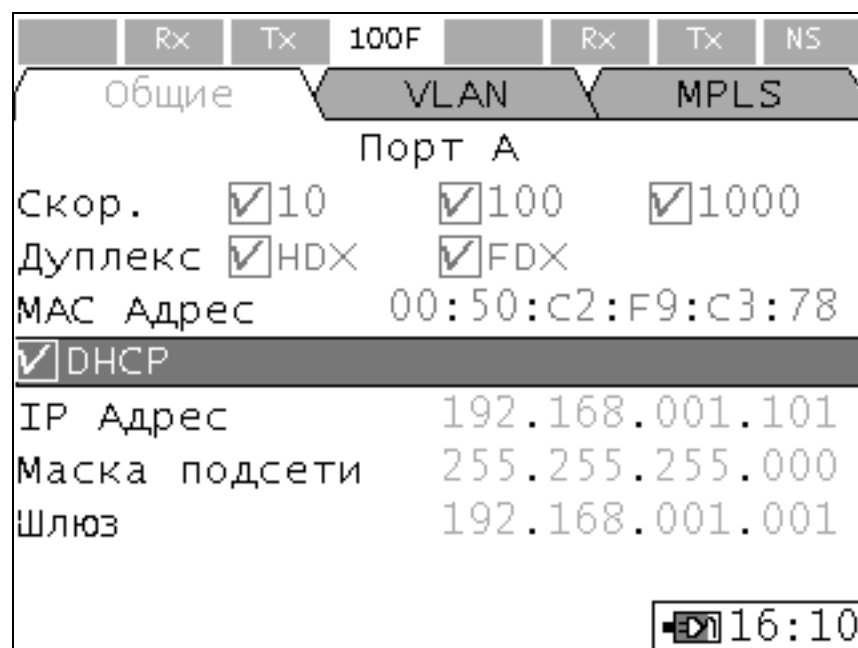 Rx Tx 100F Rx Tx NS
Общие VLAN MPLS
Порт А
Скор. 10 100 1000
Дуплекс HDX FDX
МАС Адрес 00:50:C2:F9:C3:78
DHCP
IP Адрес 192.168.001.101
Маска подсети 255.255.255.000
Шлюз 192.168.001.001
16:10